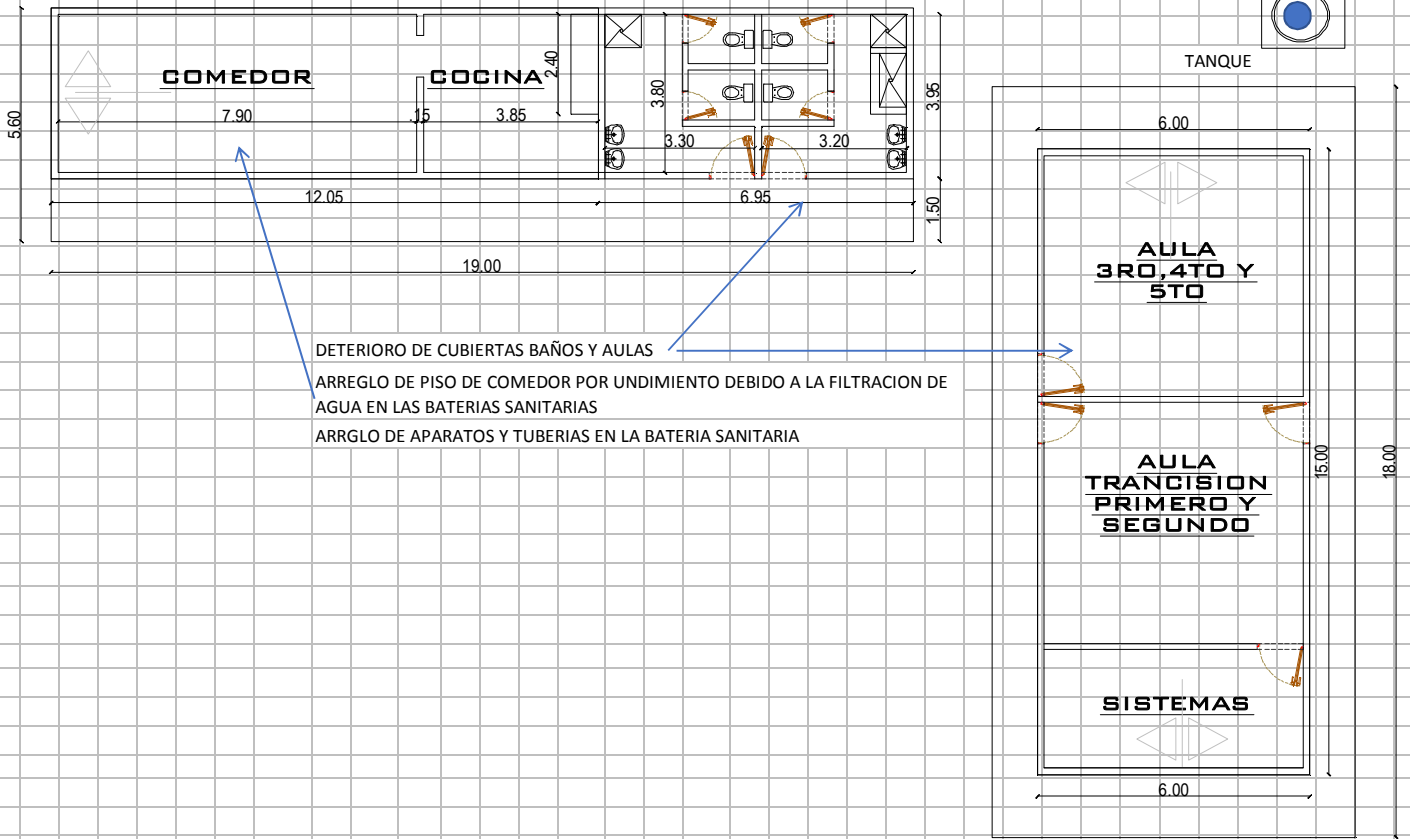 TANQUE
COMEDOR
COCINA
2.40
3.80
3.95
5.60
7.90
.15
3.85
3.30
3.20
12.05
6.95
1.50
19.00
6.00
AULA
3RO,4TO Y
5TO
DETERIORO DE CUBIERTAS BAÑOS Y AULAS
ARREGLO DE PISO DE COMEDOR POR UNDIMIENTO DEBIDO A LA FILTRACION DE
AGUA EN LAS BATERIAS SANITARIAS
ARRGLO DE APARATOS Y TUBERIAS EN LA BATERIA SANITARIA
AULA
TRANCISION
PRIMERO Y
SEGUNDO
15.00
18.00
SISTEMAS
6.00